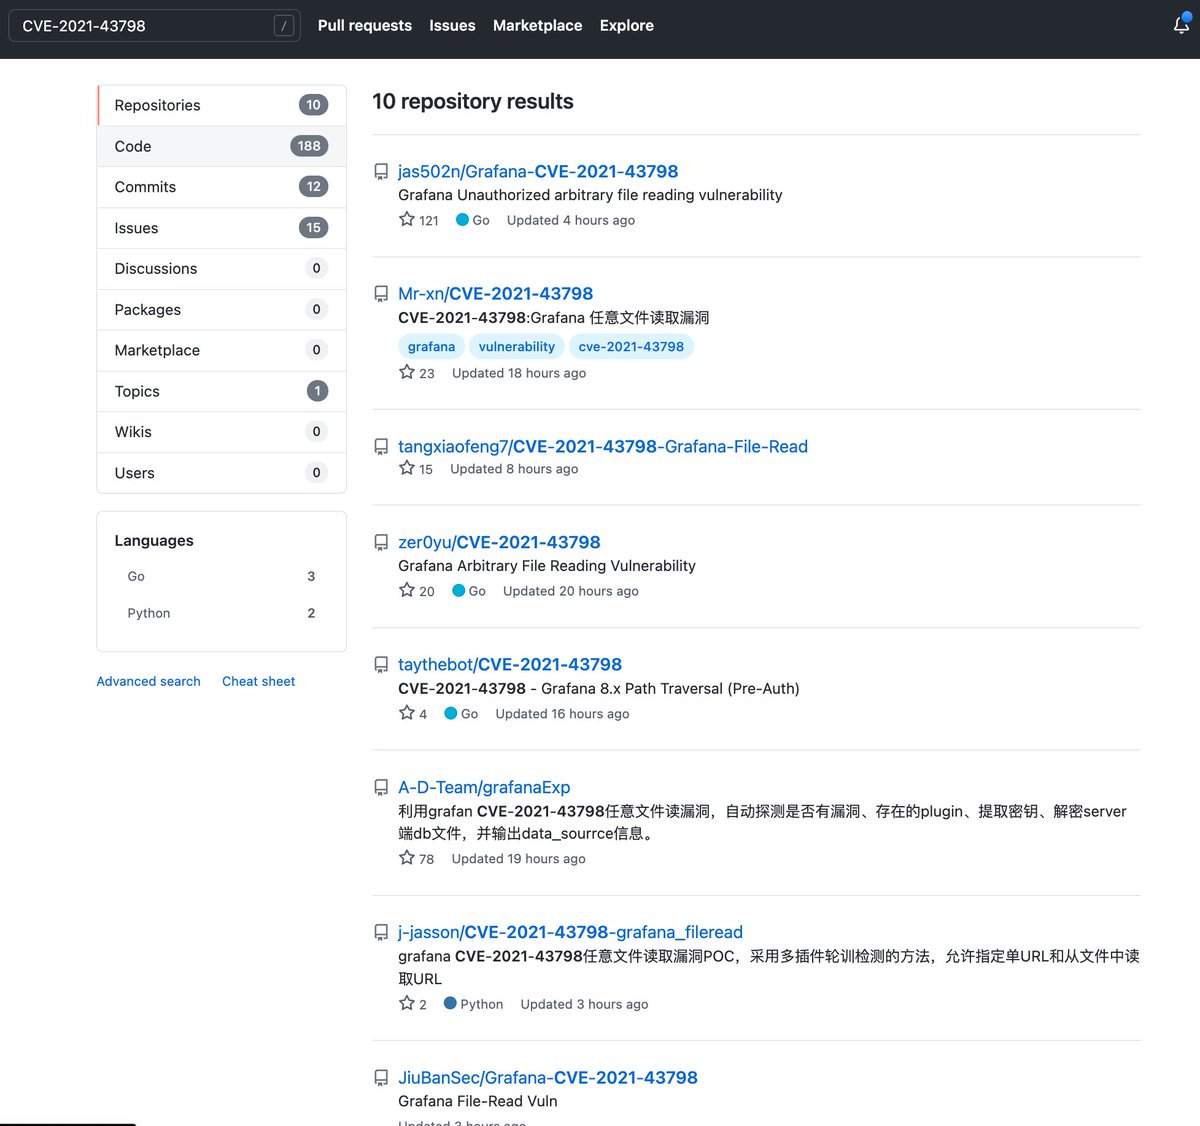 CVE-2021-43798 / Pull requests Issues Marketplace Explore
Repositories 10
Code 188
Commits 12
Issues 15
Discussions 0
Packages 0
Marketplace 0
Topics 1
Wikis 0
Users 0
Languages
Go 3
Python 2
Advanced search Cheat sheet
10 repository results
jas502n/Grafana-CVE-2021-43798
Grafana Unauthorized arbitrary file reading vulnerability
121 Go Updated 4 hours ago
Mr-xn/CVE-2021-43798
CVE-2021-43798:Grafana 任意文件读取漏洞
grafana vulnerability cve-2021-43798
23 Updated 18 hours ago
tangxiaofeng7/CVE-2021-43798-Grafana-File-Read
15 Updated 8 hours ago
zer0yu/CVE-2021-43798
Grafana Arbitrary File Reading Vulnerability
20 Go Updated 20 hours ago
taythebot/CVE-2021-43798
CVE-2021-43798 - Grafana 8.x Path Traversal (Pre-Auth)
4 Go Updated 16 hours ago
A-D-Team/grafanaExp
利用grafan CVE-2021-43798任意文件读漏洞，自动探测是否有漏洞、存在的plugin、提取密钥、解密server
端db文件，并输出data_sourrce信息。
78 Updated 19 hours ago
j-jasson/CVE-2021-43798-grafana_fileread
grafana CVE-2021-43798任意文件读取漏洞POC，采用多插件轮训检测的方法，允许指定单URL和从文件中读
取URL
2 Python Updated 3 hours ago
JiuBanSec/Grafana-CVE-2021-43798
Grafana File-Read Vuln
Updated 3 hours ago